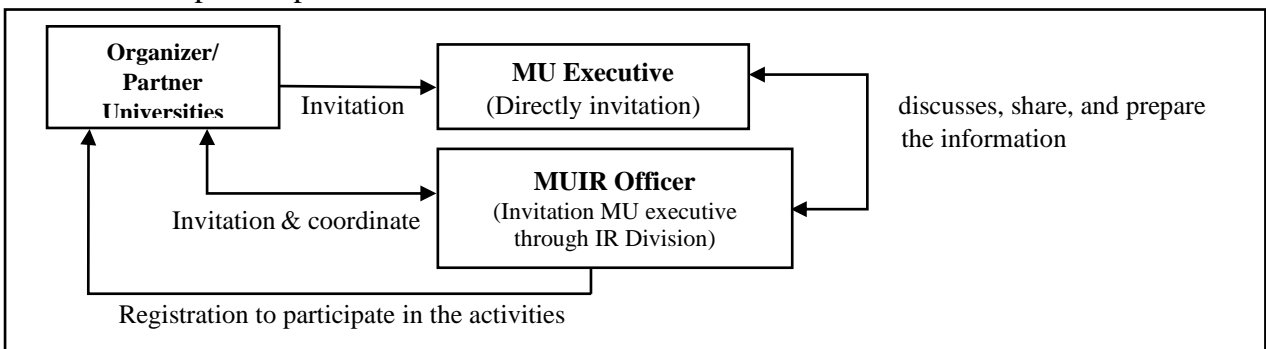 Organizer/
Partner
Universities
Invitation
MU Executive
(Directly invitation)
discusses, share, and prepare
the information
MUIR Officer
(Invitation MU executive
through IR Division)
Invitation & coordinate
Registration to participate in the activities